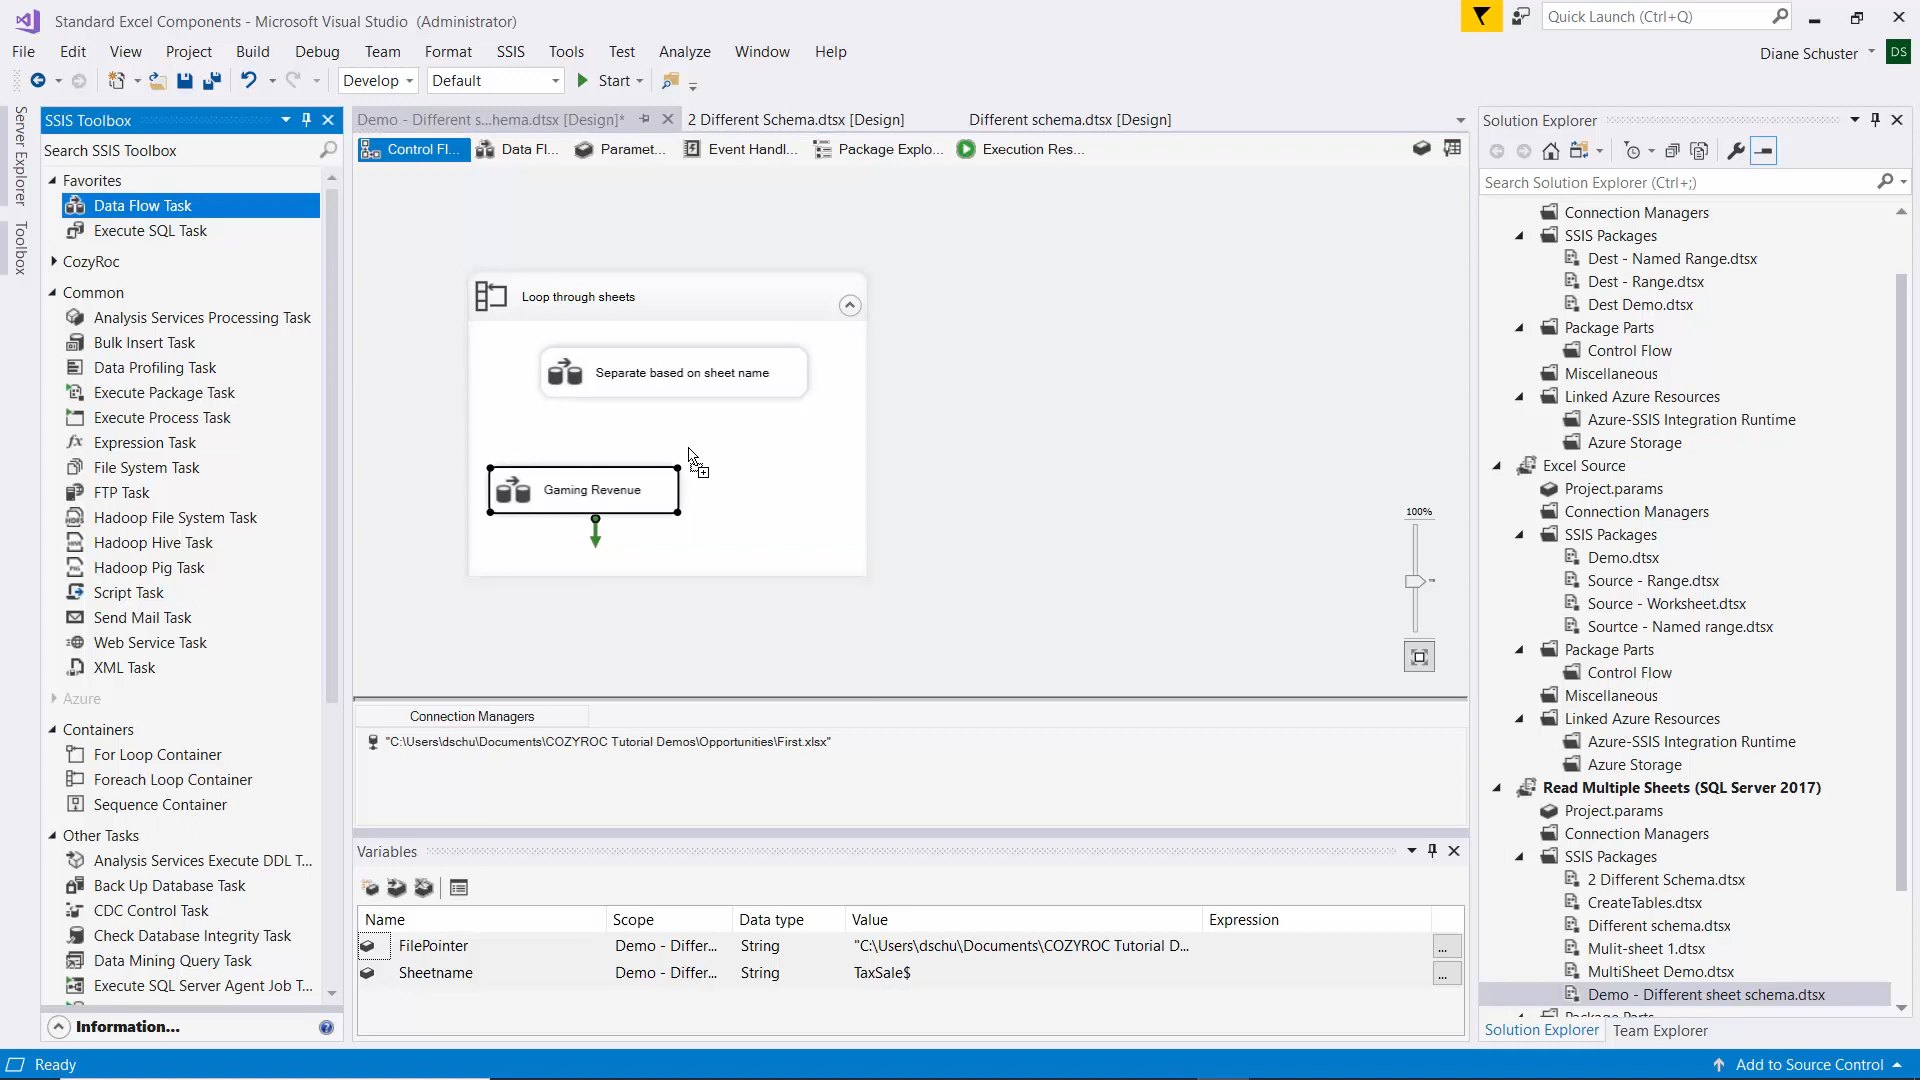 Standard Excel Components - Microsoft Visual Studio (Administrator)
Quick Launch (Ctrl+Q)
File Edit View Project Build Debug Team Format SSIS Tools Test Analyze Window Help
Diane Schuster DS
Develop Default Start
Server Explorer
Toolbox
SSIS Toolbox
Search SSIS Toolbox
Favorites
Data Flow Task
Execute SQL Task
CozyRoc
Common
Analysis Services Processing Task
Bulk Insert Task
Data Profiling Task
Execute Package Task
Execute Process Task
Expression Task
File System Task
FTP Task
Hadoop File System Task
Hadoop Hive Task
Hadoop Pig Task
Script Task
Send Mail Task
Web Service Task
XML Task
Azure
Containers
For Loop Container
Foreach Loop Container
Sequence Container
Other Tasks
Analysis Services Execute DDL T...
Back Up Database Task
CDC Control Task
Check Database Integrity Task
Data Mining Query Task
Execute SQL Server Agent Job T...
Information...
Demo - Different s...hema.dtsx [Design]* 2 Different Schema.dtsx [Design] Different schema.dtsx [Design]
Control Fl... Data Fl... Paramet... Event Handl... Package Explo... Execution Res...
Loop through sheets
Separate based on sheet name
Gaming Revenue
100%
Connection Managers
"C:\Users\dschu\Documents\COZYROC Tutorial Demos\Opportunities\First.xlsx"
Variables
Name Scope Data type Value Expression
FilePointer Demo - Differ... String "C:\Users\dschu\Documents\COZYROC Tutorial D... ...
Sheetname Demo - Differ... String TaxSale$ ...
Solution Explorer
Search Solution Explorer (Ctrl+;)
Connection Managers
SSIS Packages
Dest - Named Range.dtsx
Dest - Range.dtsx
Dest Demo.dtsx
Package Parts
Control Flow
Miscellaneous
Linked Azure Resources
Azure-SSIS Integration Runtime
Azure Storage
Excel Source
Project.params
Connection Managers
SSIS Packages
Demo.dtsx
Source - Range.dtsx
Source - Worksheet.dtsx
Sourtce - Named range.dtsx
Package Parts
Control Flow
Miscellaneous
Linked Azure Resources
Azure-SSIS Integration Runtime
Azure Storage
Read Multiple Sheets (SQL Server 2017)
Project.params
Connection Managers
SSIS Packages
2 Different Schema.dtsx
CreateTables.dtsx
Different schema.dtsx
Mulit-sheet 1.dtsx
MultiSheet Demo.dtsx
Demo - Different sheet schema.dtsx
Package Parts
Solution Explorer Team Explorer
Ready
Add to Source Control